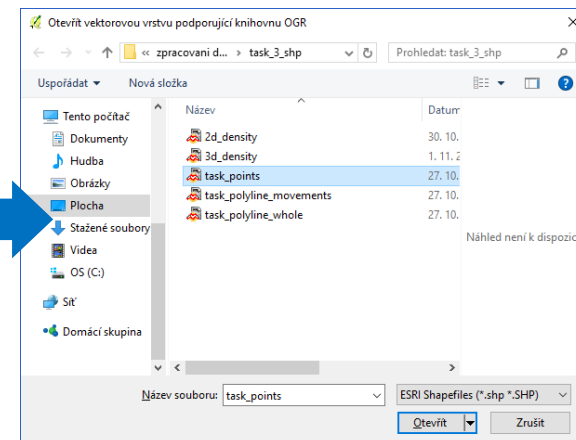 Otevřít vektorovou vrstvu podporující knihovnu OGR
« zpracovani d... › task_3_shp
Prohledat: task_3_shp
Uspořádat
Nová složka
Tento počítač
Dokumenty
Hudba
Obrázky
Plocha
Stažené soubory
Videa
OS (C:)
Síť
Domácí skupina
Název
Datum
2d_density
30. 10.
3d_density
1. 11. 2
task_points
27. 10.
task_polyline_movements
27. 10.
task_polyline_whole
27. 10.
Náhled není k dispozic
Název souboru:
task_points
ESRI Shapefiles (*.shp *.SHP)
Otevřít
Zrušit